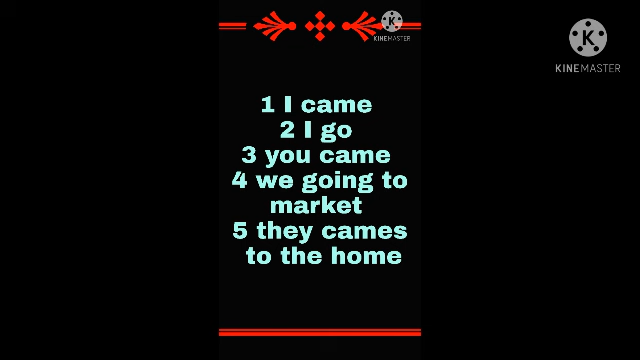 KINEMASTER
KINEMASTER
1 I came
2 I go
3 you came
4 we going to
market
5 they cames
to the home